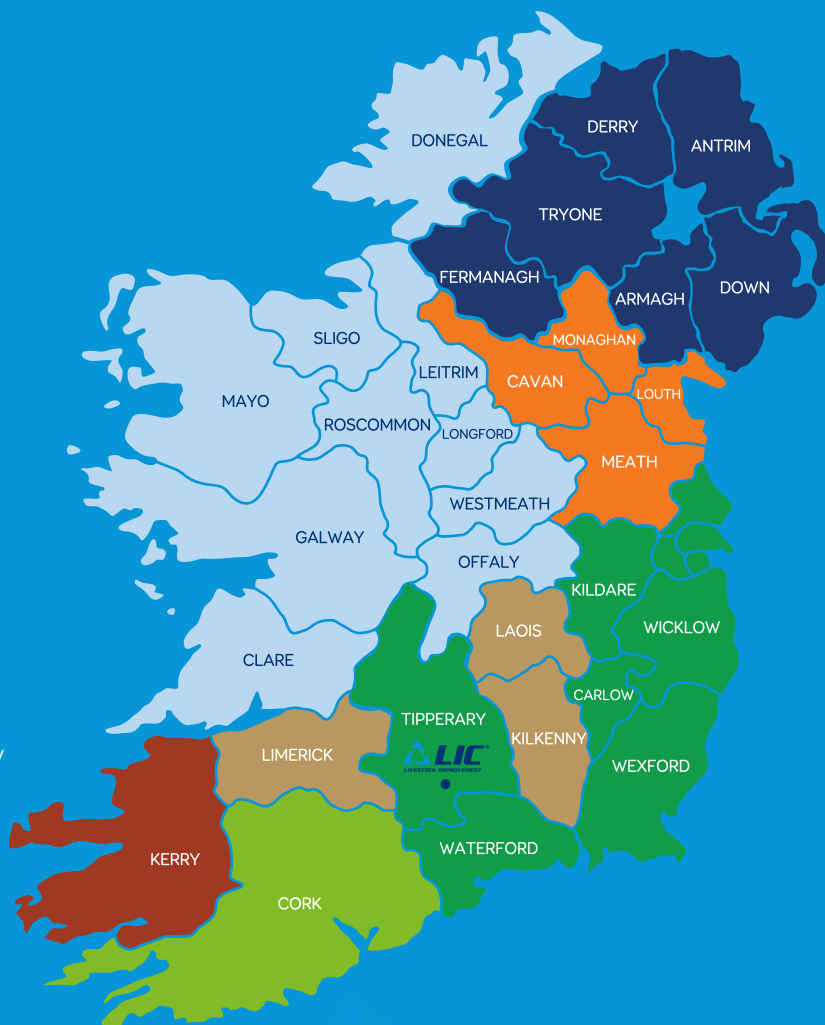 DERRY
DONEGAL
ANTRIM
TRYONE
FERMANAGH
DOWN
ARMAGH
SLIGO
MONAGHAN
LEITRIM
CAVAN
LOUTH
MAYO
ROSCOMMON
LONGFORD
MEATH
WESTMEATH
GALWAY
OFFALY
KILDARE
LAOIS
WICKLOW
CLARE
CARLOW
TIPPERARY
KILKENNY
LIMERICK
LIC®
LIVESTOCK IMPROVEMENT
WEXFORD
WATERFORD
KERRY
CORK